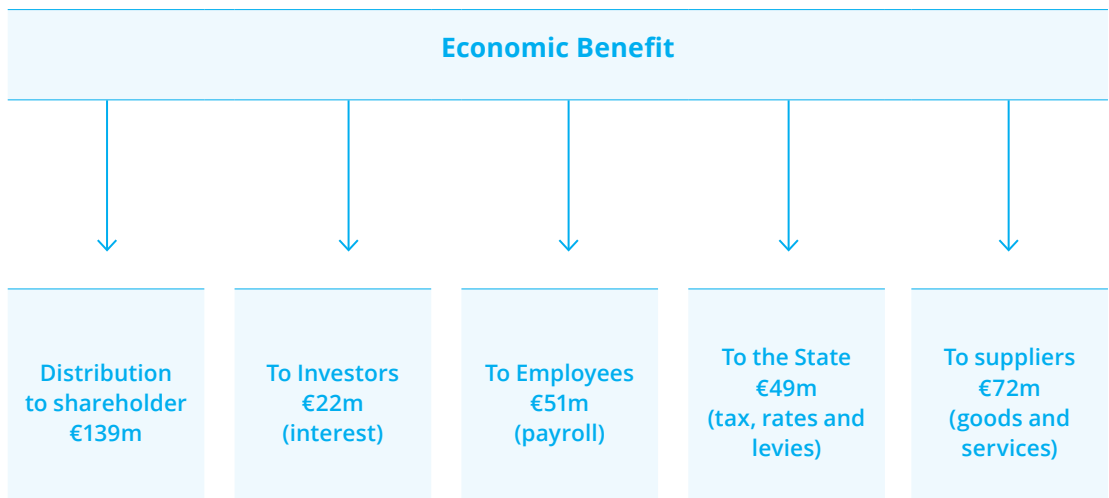 Economic Benefit
Distribution
to shareholder
€139m
To Investors
€22m
(interest)
To Employees
€51m
(payroll)
To the State
€49m
(tax, rates and
levies)
To suppliers
€72m
(goods and
services)